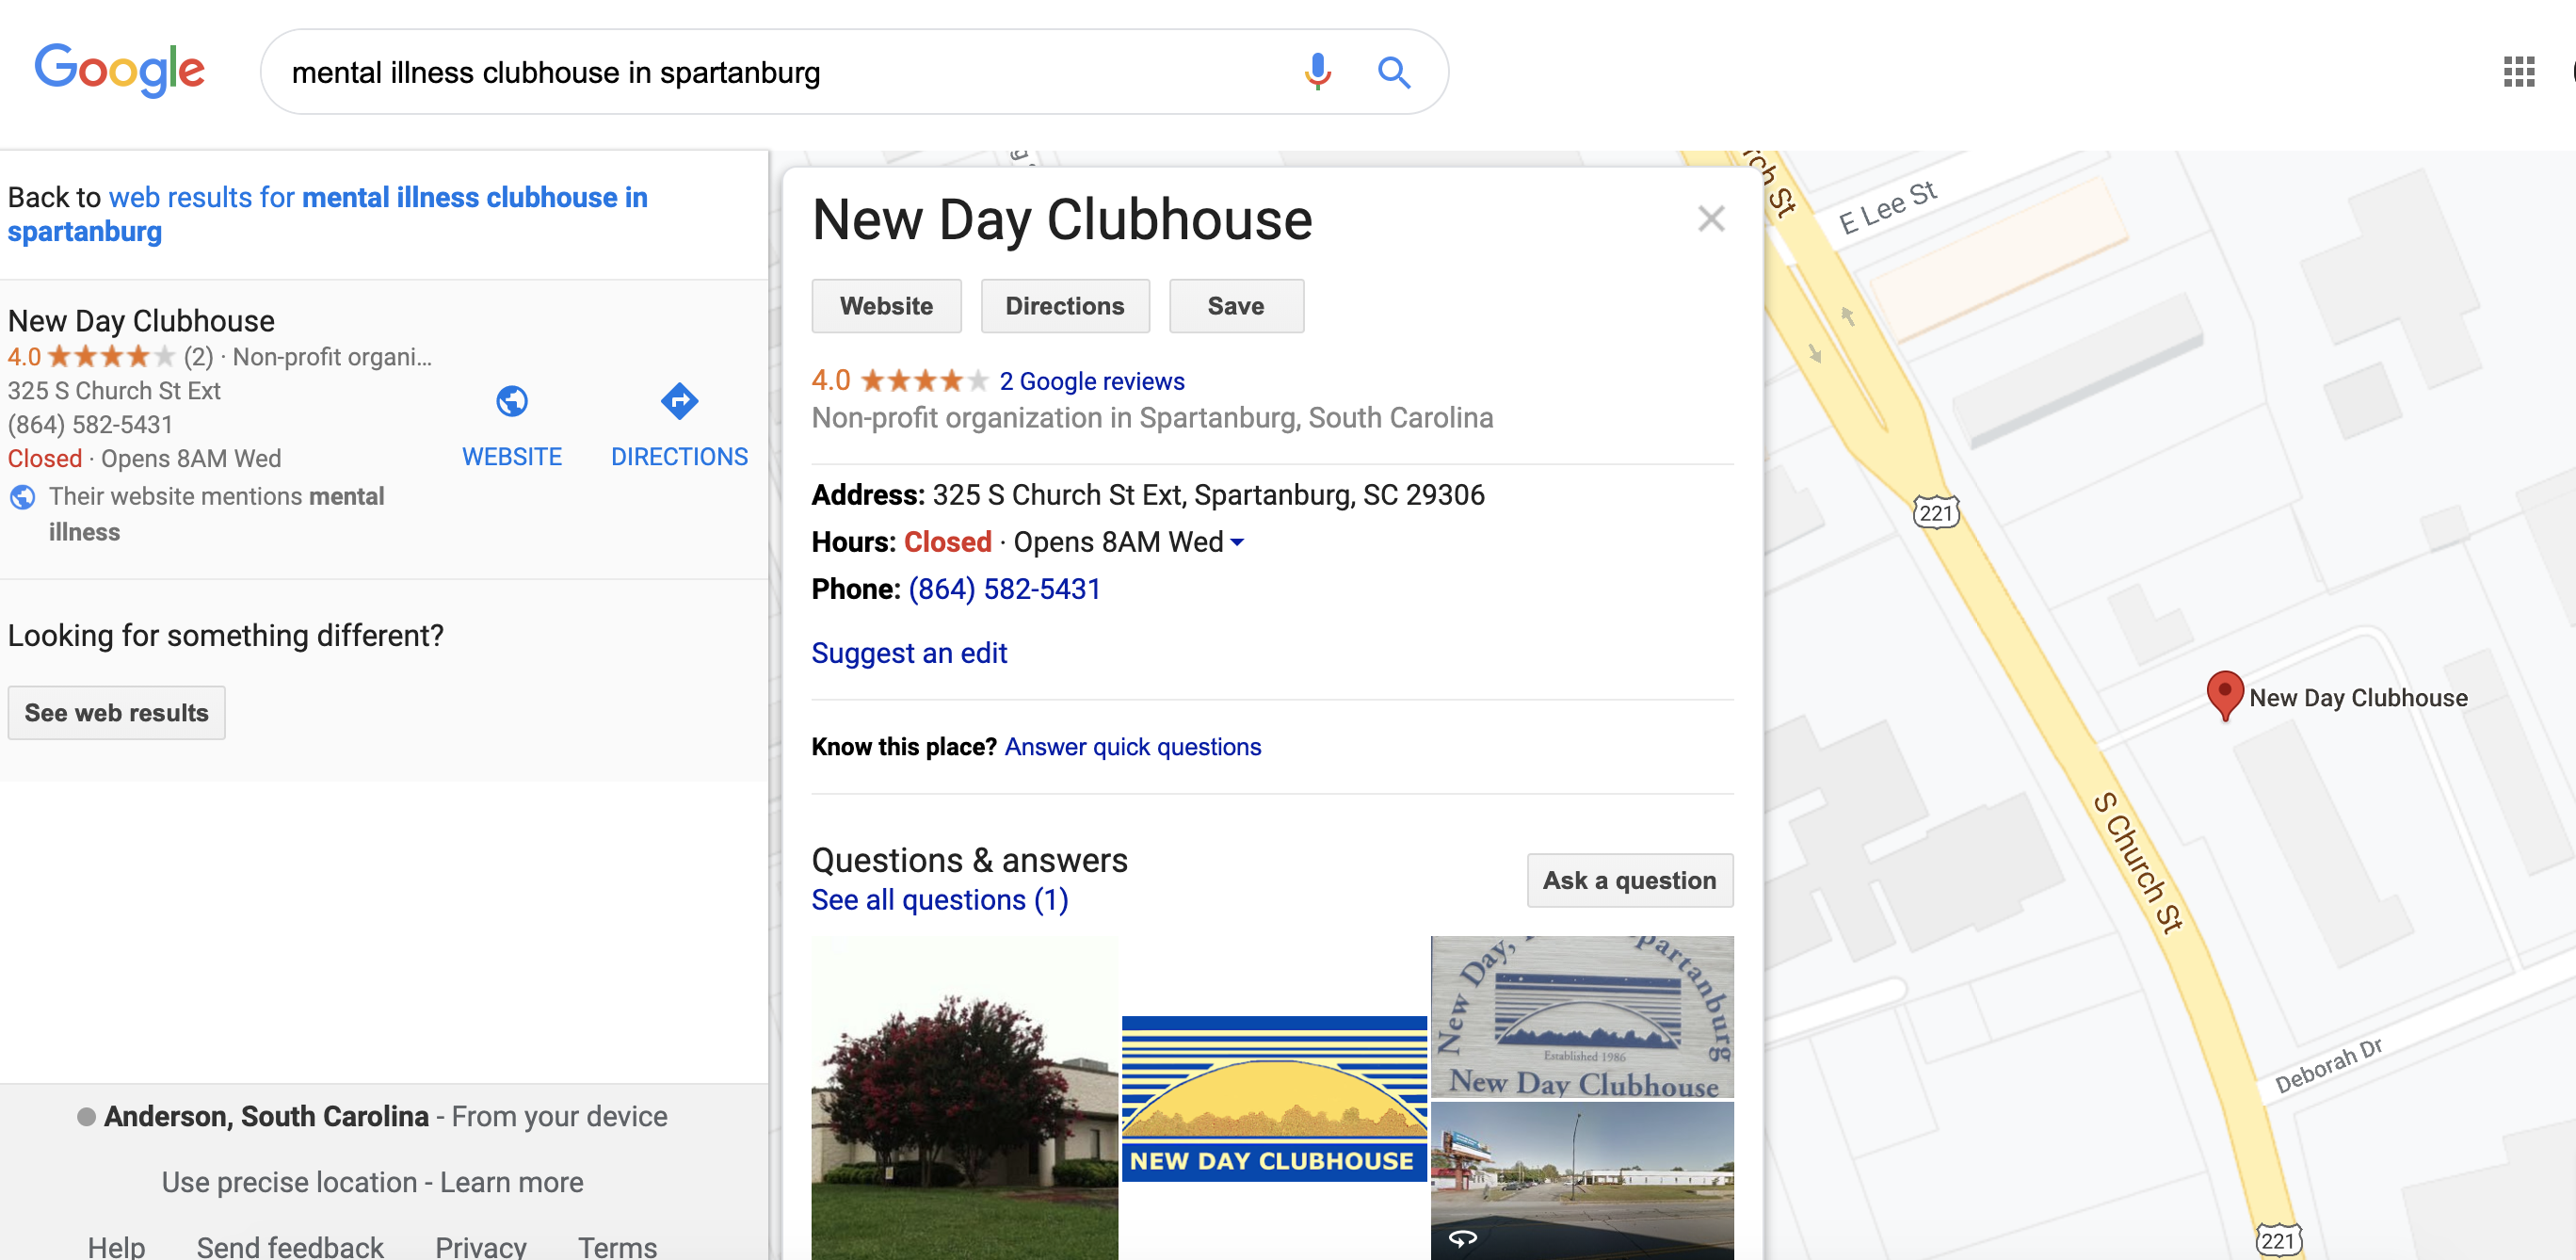 Google
mental illness clubhouse in spartanburg
Back to web results for mental illness clubhouse in
spartanburg
New Day Clubhouse
4.0 (2) · Non-profit organi...
325 S Church St Ext
(864) 582-5431
Closed · Opens 8AM Wed
Their website mentions mental
illness
WEBSITE
DIRECTIONS
Looking for something different?
See web results
Anderson, South Carolina - From your device
Use precise location - Learn more
Help Send feedback Privacy Terms
New Day Clubhouse
Website Directions Save
4.0 2 Google reviews
Non-profit organization in Spartanburg, South Carolina
Address: 325 S Church St Ext, Spartanburg, SC 29306
Hours: Closed · Opens 8AM Wed
Phone: (864) 582-5431
Suggest an edit
Know this place? Answer quick questions
Questions & answers
See all questions (1)
Ask a question
NEW DAY CLUBHOUSE
New Day, Spartanburg
Established 1986
New Day Clubhouse
rch St
E Lee St
221
New Day Clubhouse
S Church St
Deborah Dr
221